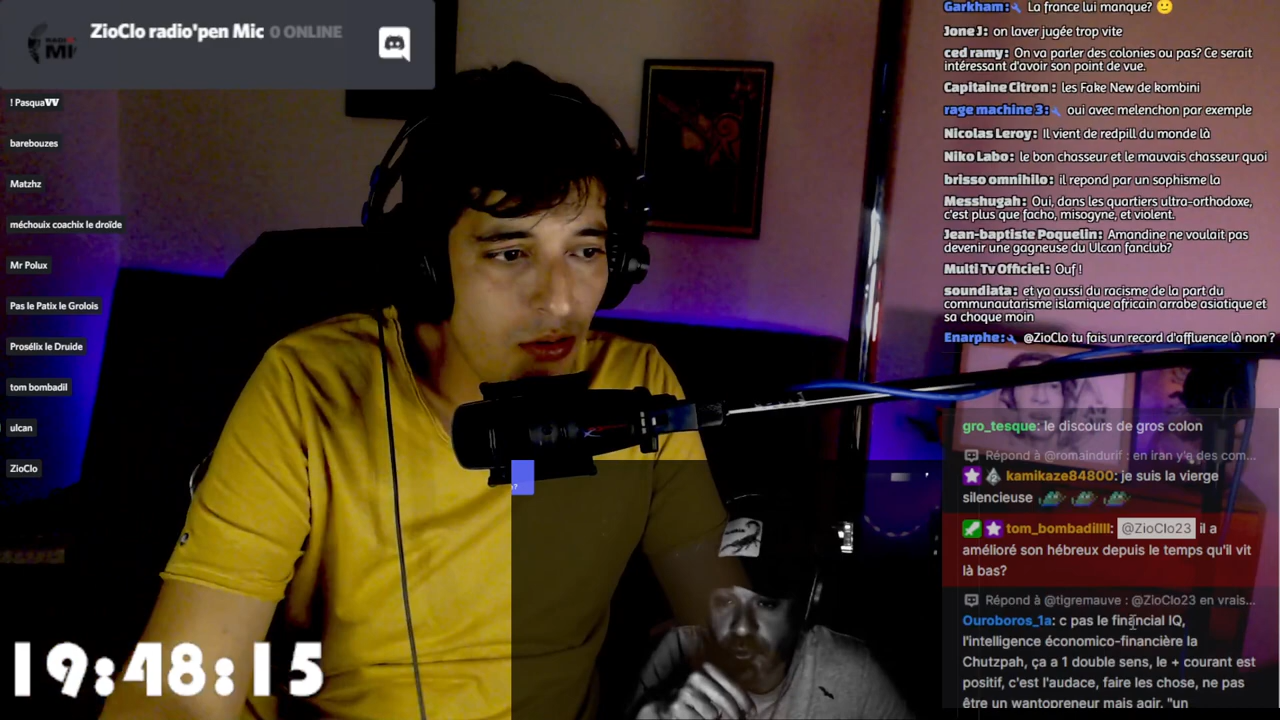 ZioClo radio'pen Mic 0 ONLINE
MI
! PasquaVV
barebouzes
Matzhz
méchouix coachix le droïde
Mr Polux
Pas le Patix le Grolois
Prosélix le Druide
tom bombadil
ulcan
ZioClo
19:48:15
Garkham: La france lui manque?
Jone J: on laver jugée trop vite
ced ramy: On va parler des colonies ou pas? Ce serait
intéressant d'avoir son point de vue.
Capitaine Citron : les Fake New de kombini
rage machine 3: oui avec melenchon par exemple
Nicolas Leroy: Il vient de redpill du monde là
Niko Labo: le bon chasseur et le mauvais chasseur quoi
brisso omnihilo: il repond par un sophisme la
Messhugah: Oui, dans les quartiers ultra-orthodoxe,
c'est plus que facho, misogyne, et violent.
Jean-baptiste Poquelin: Amandine ne voulait pas
devenir une gagneuse du Ulcan fanclub?
Multi Tv Officiel: Ouf !
soundiata: et ya aussi du racisme de la part du
communautarisme islamique africain arrabe asiatique et
sa choque moin
Enarphe: @ZioClo tu fais un record d'affluence là non ?
gro_tesque: le discours de gros colon
Répond à @romaindurif : en iran y'a des com...
kamikaze84800: je suis la vierge
silencieuse
tom_bombadillll: @ZioClo23 il a
amélioré son hébreux depuis le temps qu'il vit
là bas?
Répond à @tigremauve : @ZioClo23 en vrais...
Ouroboros_1a: c pas le financial IQ,
l'intelligence économico-financière la
Chutzpah, ça a 1 double sens, le + courant est
positif, c'est l'audace, faire les chose, ne pas
être un wantopreneur mais agir. "un